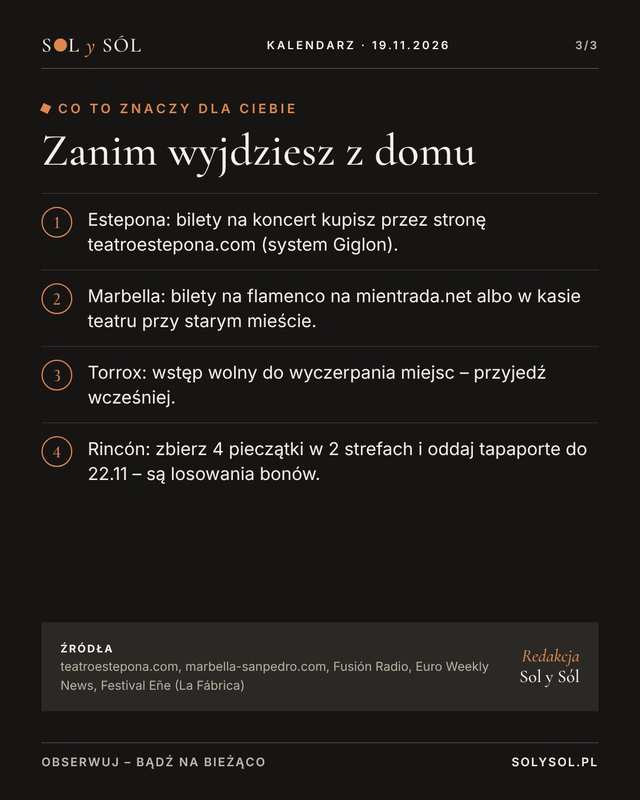 SOL y SÓL
KALENDARZ · 19.11.2026
3/3
CO TO ZNACZY DLA CIEBIE
Zanim wyjdziesz z domu
1
Estepona: bilety na koncert kupisz przez stronę
teatroestepona.com (system Giglon).
2
Marbella: bilety na flamenco na mientrada.net albo w kasie
teatru przy starym mieście.
3
Torrox: wstęp wolny do wyczerpania miejsc – przyjedź
wcześniej.
4
Rincón: zbierz 4 pieczątki w 2 strefach i oddaj tapaporte do
22.11 – są losowania bonów.
ŹRÓDŁA
teatroestepona.com, marbella-sanpedro.com, Fusión Radio, Euro Weekly
News, Festival Eñe (La Fábrica)
Redakcja
Sol y Sól
OBSERWUJ – BĄDŹ NA BIEŻĄCO
SOLYSOL.PL